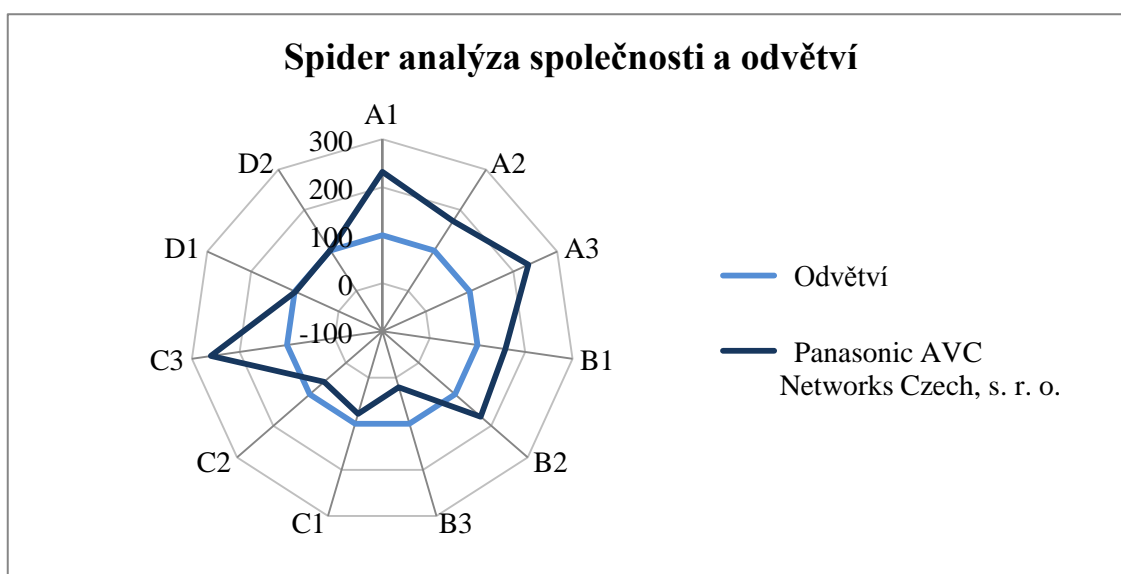 Spider analýza společnosti a odvětví
A1
300
D2
A2
200
D1
100
A3
0
-100
C3
B1
C2
B2
C1
B3
Odvětví
Panasonic AVC
Networks Czech, s. r. o.